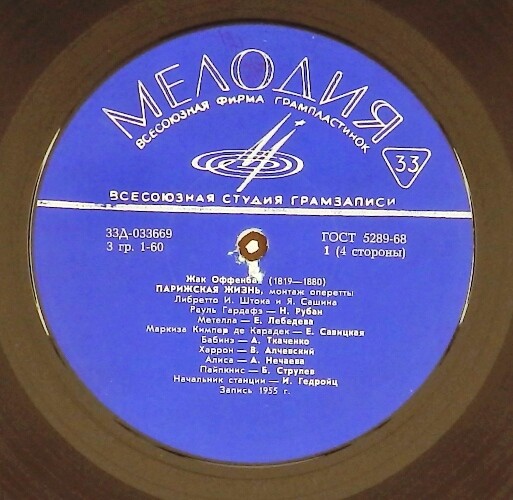 МЕЛОДИЯ
ВСЕСОЮЗНАЯ ФИРМА ГРАМПЛАСТИНОК
33
ВСЕСОЮЗНАЯ СТУДИЯ ГРАМЗАПИСИ
33Д-033669
ГОСТ 5289-68
3 гр. 1-60
1 (4 стороны)
Жак Оффенбах (1819—1880)
ПАРИЖСКАЯ ЖИЗНЬ, монтаж оперетты
Либретто И. Штока и Я. Сашина
Рауль Гардафэ — Н. Рубан
Метелла — Е. Лебедева
Маркиза Кимпер де Карадек — Е. Савицкая
Бабинэ — А. Ткаченко
Харрон — В. Алчевский
Алиса — А. Нечаева
Пайпкинс — Б. Струлев
Начальник станции — И. Гедройц
Запись 1955 г.